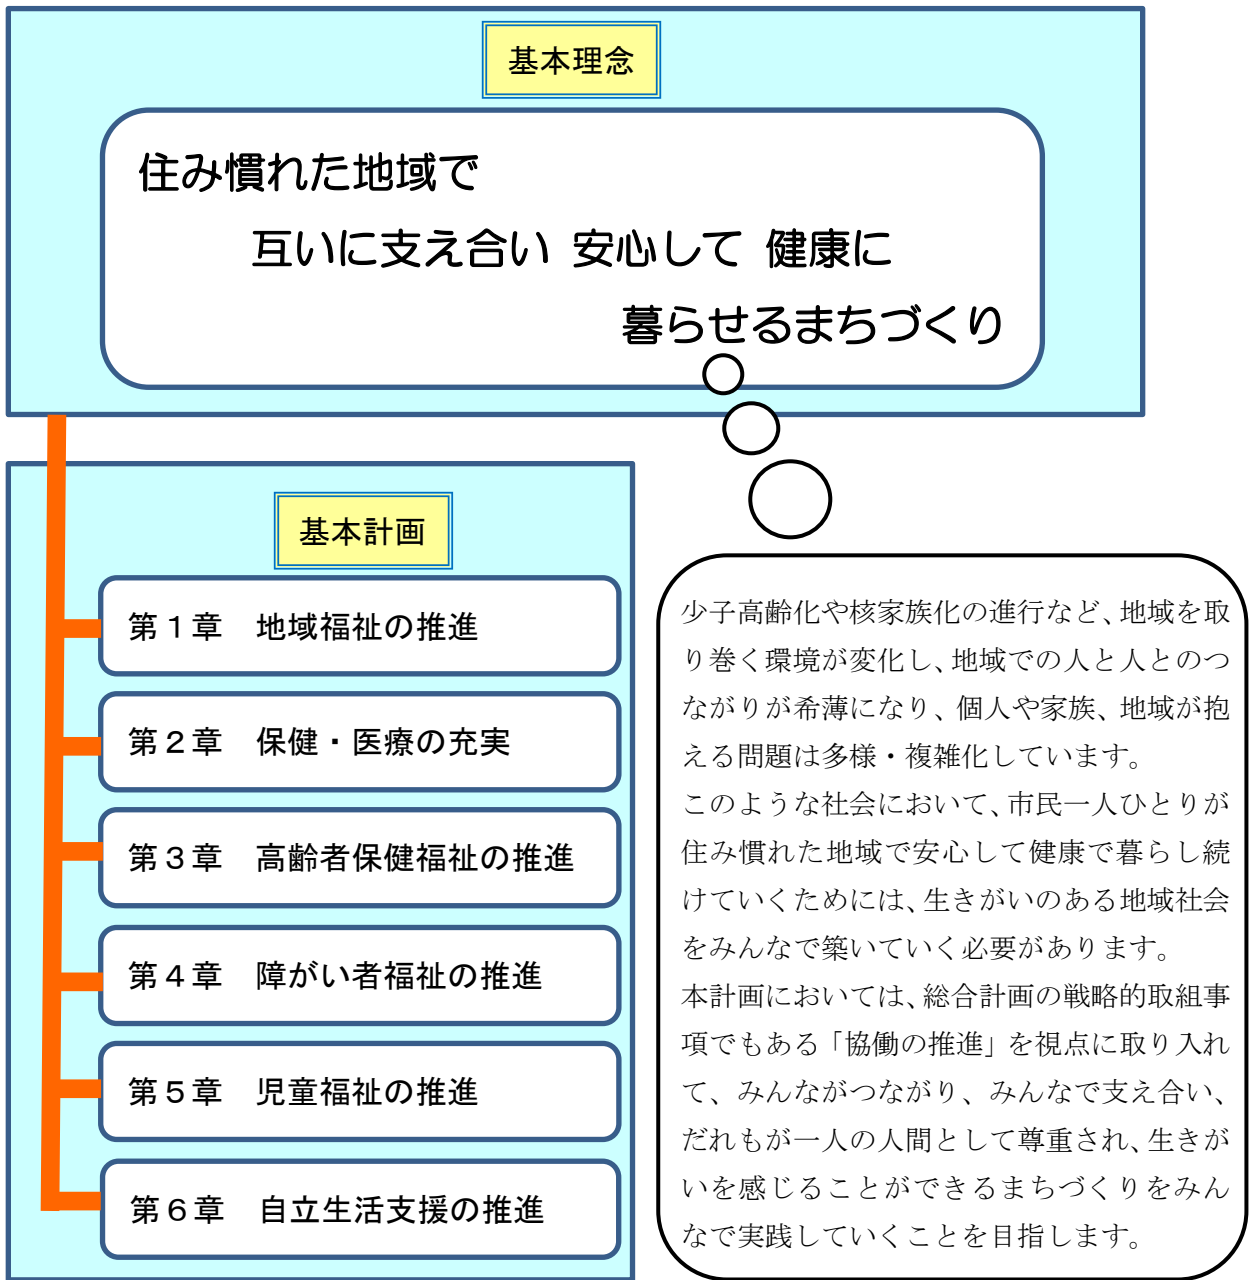 基本理念
住み慣れた地域で
互いに支え合い 安心して 健康に
暮らせるまちづくり
基本計画
第１章　地域福祉の推進
第２章　保健・医療の充実
第３章　高齢者保健福祉の推進
第４章　障がい者福祉の推進
第５章　児童福祉の推進
第６章　自立生活支援の推進
少子高齢化や核家族化の進行など、地域を取
り巻く環境が変化し、地域での人と人とのつ
ながりが希薄になり、個人や家族、地域が抱
える問題は多様・複雑化しています。
このような社会において、市民一人ひとりが
住み慣れた地域で安心して健康で暮らし続
けていくためには、生きがいのある地域社会
をみんなで築いていく必要があります。
本計画においては、総合計画の戦略的取組事
項でもある「協働の推進」を視点に取り入れ
て、みんながつながり、みんなで支え合い、
だれもが一人の人間として尊重され、生きが
いを感じることができるまちづくりをみん
なで実践していくことを目指します。